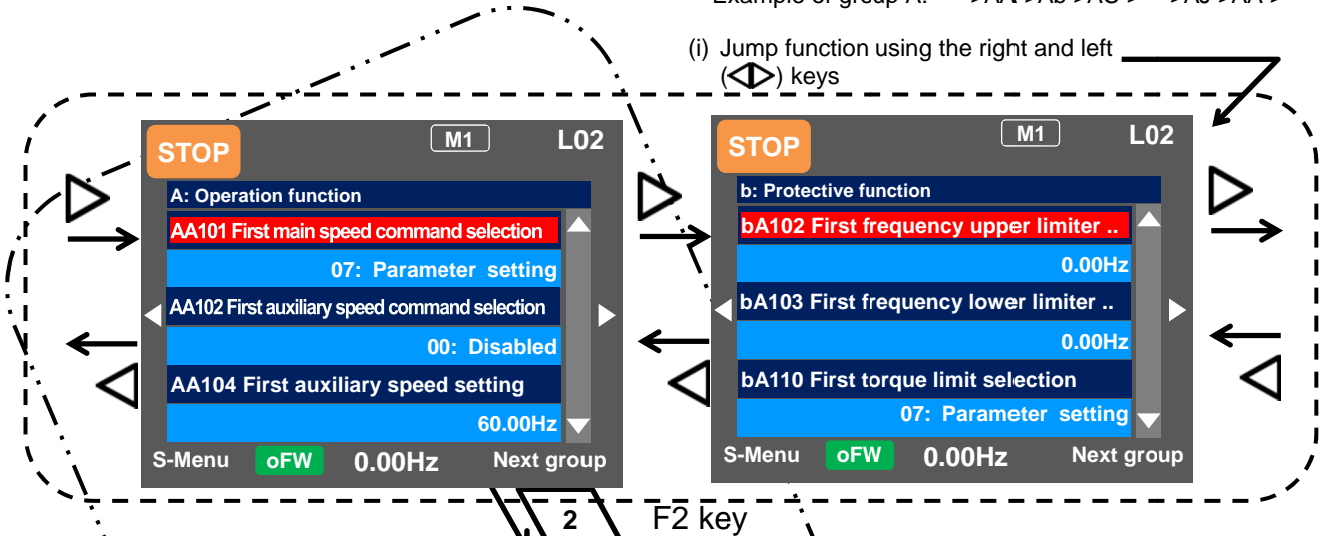 (i) Jump function using the right and left
( ) keys
STOP
M1
L02
A: Operation function
AA101 First main speed command selection
07: Parameter setting
AA102 First auxiliary speed command selection
00: Disabled
AA104 First auxiliary speed setting
60.00Hz
S-Menu
oFW
0.00Hz
Next group
STOP
M1
L02
b: Protective function
bA102 First frequency upper limiter ..
0.00Hz
bA103 First frequency lower limiter ..
0.00Hz
bA110 First torque limit selection
07: Parameter setting
S-Menu
oFW
0.00Hz
Next group
2
F2 key